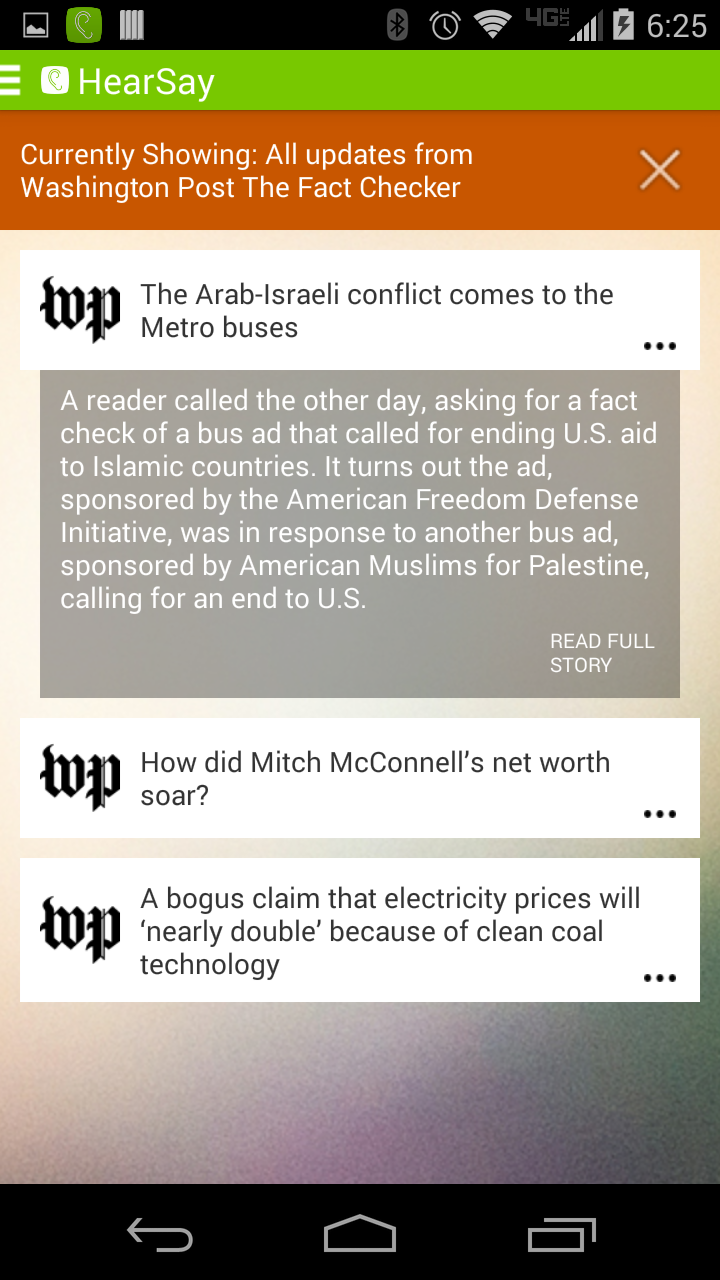 4G LTE 6:25
HearSay
Currently Showing: All updates from
Washington Post The Fact Checker
wp The Arab-Israeli conflict comes to the
Metro buses
A reader called the other day, asking for a fact
check of a bus ad that called for ending U.S. aid
to Islamic countries. It turns out the ad,
sponsored by the American Freedom Defense
Initiative, was in response to another bus ad,
sponsored by American Muslims for Palestine,
calling for an end to U.S.
READ FULL
STORY
wp How did Mitch McConnell’s net worth
soar?
wp A bogus claim that electricity prices will
‘nearly double’ because of clean coal
technology